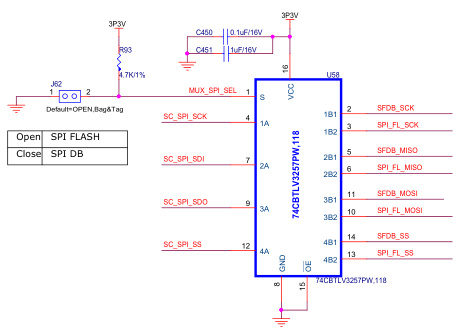 3P3V
R93
4.7K/1%
J62
1
2
Default=OPEN,Bag&Tag
Open SPI FLASH
Close SPI DB
3P3V
C450 0.1uF/16V
C451 1uF/16V
16
U58
VCC
MUX_SPI_SEL 1 S
SC_SPI_SCK 4 1A
SC_SPI_SDI 7 2A
SC_SPI_SDO 9 3A
SC_SPI_SS 12 4A
74CBTLV3257PW,118
1B1 2 SFDB_SCK
1B2 3 SPI_FL_SCK
2B1 5 SFDB_MISO
2B2 6 SPI_FL_MISO
3B1 11 SFDB_MOSI
3B2 10 SPI_FL_MOSI
4B1 14 SFDB_SS
4B2 13 SPI_FL_SS
GND
OE
8
15
74CBTLV3257PW,118